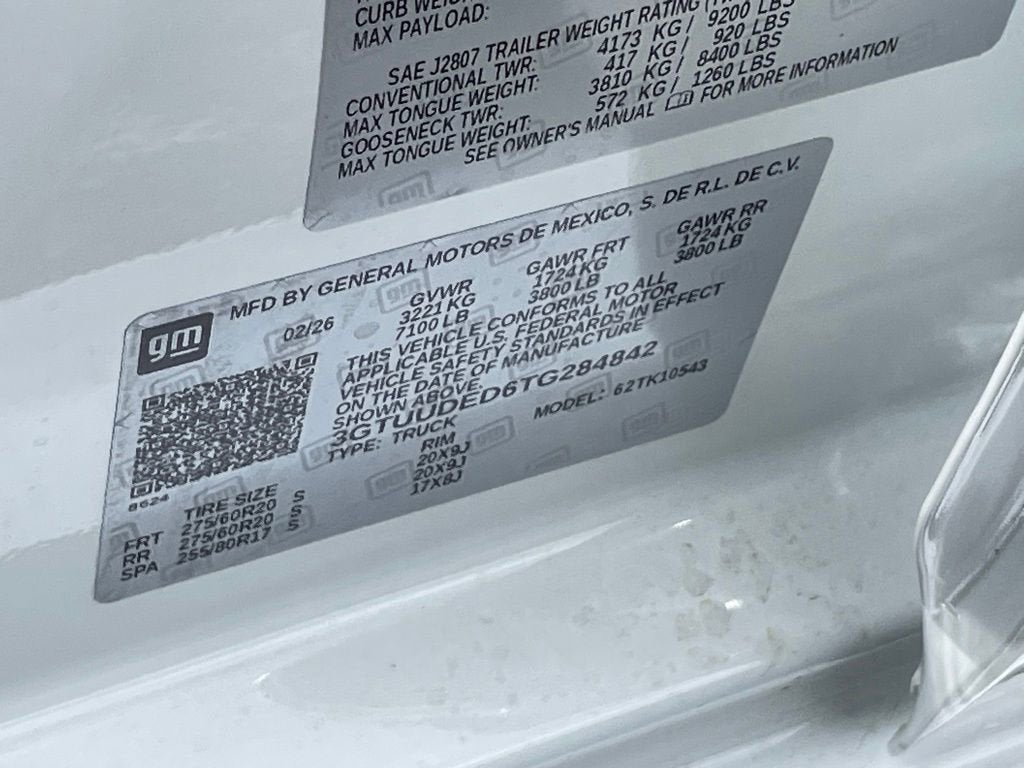 CURB WEIGHT:
MAX PAYLOAD:
SAE J2807 TRAILER WEIGHT RATING
CONVENTIONAL TWR: 4173 KG/ 9200 LBS
MAX TONGUE WEIGHT: 417 KG/ 920 LBS
GOOSENECK TWR: 3810 KG/ 8400 LBS
MAX TONGUE WEIGHT: 572 KG/ 1260 LBS
SEE OWNER'S MANUAL FOR MORE INFORMATION
gm
MFD BY GENERAL MOTORS DE MEXICO, S. DE R.L. DE C.V.
02/26 GVWR GAWR FRT GAWR RR
3221 KG 1724 KG 1724 KG
7100 LB 3800 LB 3800 LB
THIS VEHICLE CONFORMS TO ALL
APPLICABLE U.S. FEDERAL MOTOR
VEHICLE SAFETY STANDARDS IN EFFECT
ON THE DATE OF MANUFACTURE
SHOWN ABOVE.
3GTUUDED6TG284842
TYPE: TRUCK MODEL: 62TK10543
8624
TIRE SIZE RIM
FRT 275/60R20 S 20X9J
RR 275/60R20 S 20X9J
SPA 255/80R17 S 17X8J